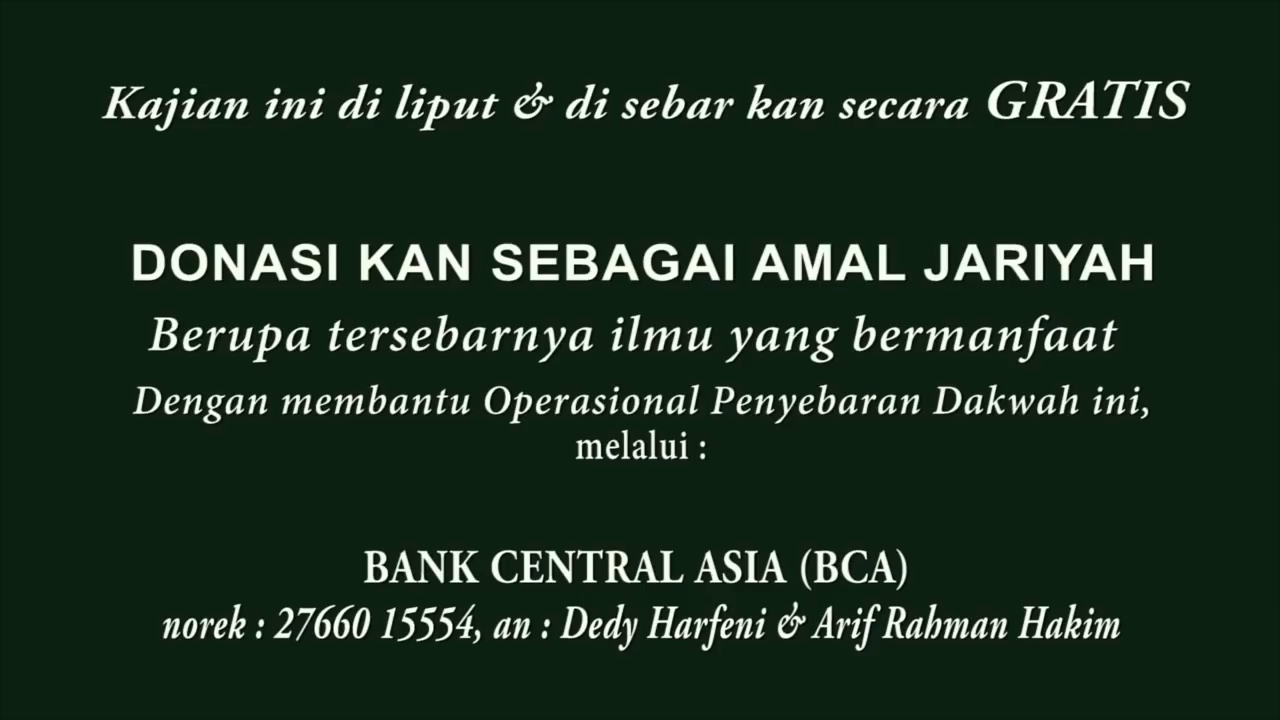 Kajian ini di liput & di sebar kan secara GRATIS
DONASI KAN SEBAGAI AMAL JARIYAH
Berupa tersebarnya ilmu yang bermanfaat
Dengan membantu Operasional Penyebaran Dakwah ini,
melalui :
BANK CENTRAL ASIA (BCA)
norek : 27660 15554, an : Dedy Harfeni & Arif Rahman Hakim